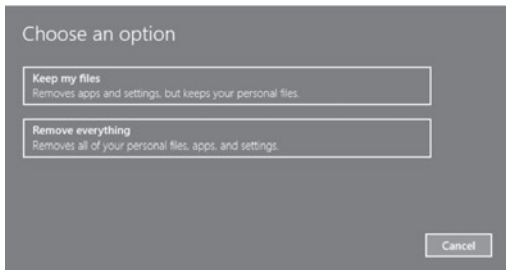 Choose an option
Keep my files
Removes apps and settings, but keeps your personal files.
Remove everything
Removes all of your personal files, apps, and settings.
Cancel